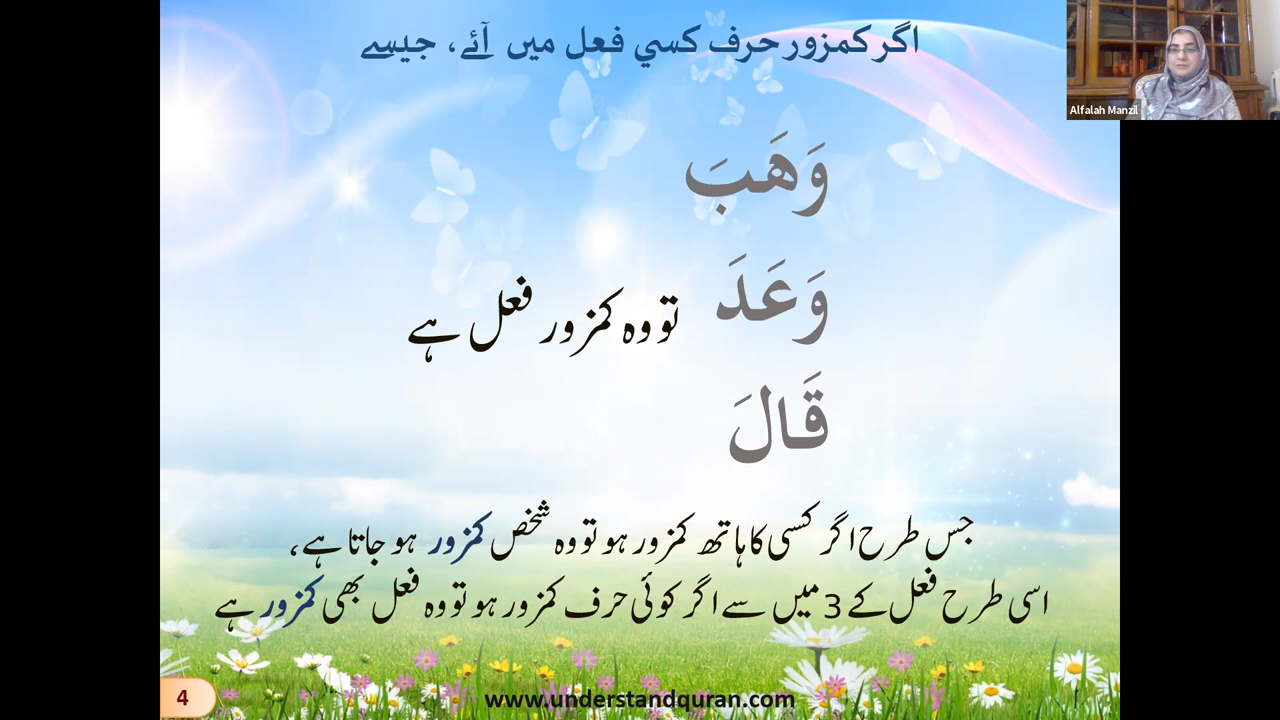 اگر کمزور حرف کسي فعل میں آئے، جیسے
Alfalah Manzil
وَهَبَ
وَعَدَ
تو وہ کمزور فعل ہے
قَالَ
جس طرح اگر کسی کا ہاتھ کمزور ہو تو وہ شخص کمزور ہو جاتا ہے،
اسی طرح فعل کے 3 میں سے اگر کوئی حرف کمزور ہو تو وہ فعل بھی کمزور ہے
4
www.understandquran.com